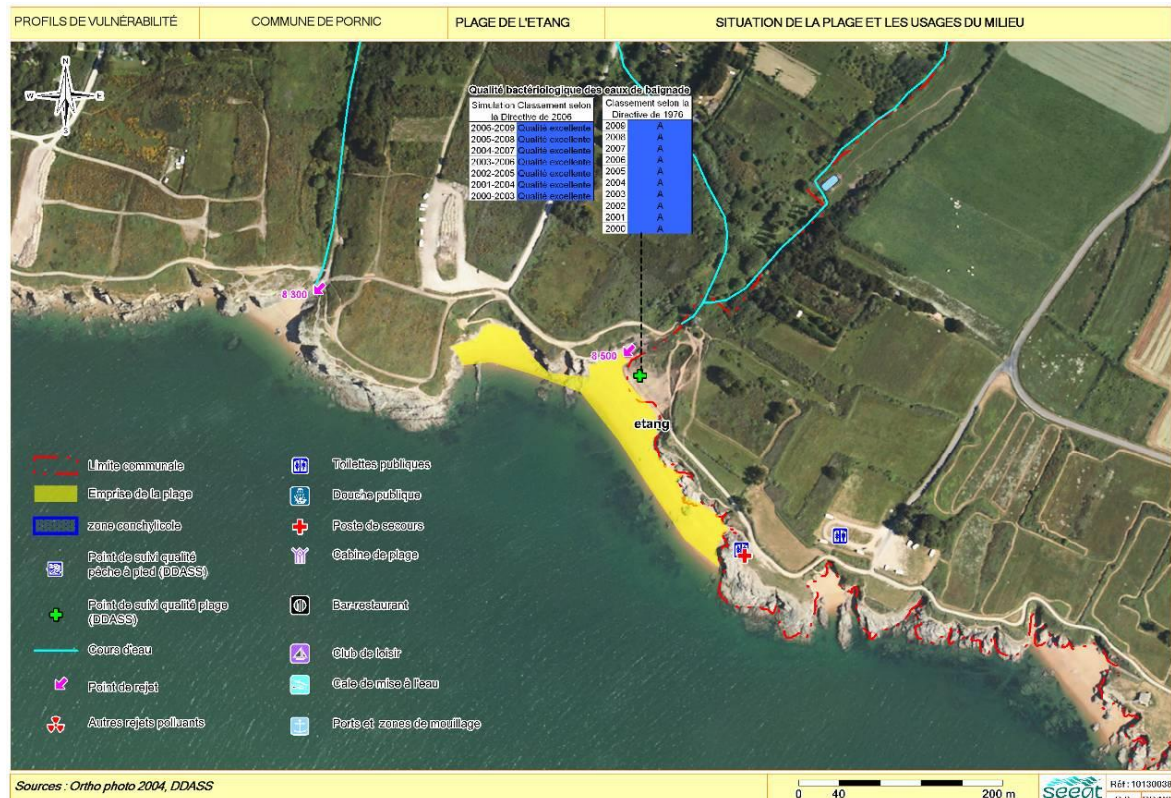 PROFILS DE VULNÉRABILITÉ
COMMUNE DE PORNIC
PLAGE DE L'ETANG
SITUATION DE LA PLAGE ET LES USAGES DU MILIEU
N
W E
S
Qualité bactériologique des eaux de baignade
Simulation Classement selon
la Directive de 2006
2006-2009 Qualité excellente
2005-2008 Qualité excellente
2004-2007 Qualité excellente
2003-2006 Qualité excellente
2002-2005 Qualité excellente
2001-2004 Qualité excellente
2000-2003 Qualité excellente
Classement selon la
Directive de 1976
2009 A
2008 A
2007 A
2006 A
2005 A
2004 A
2003 A
2002 A
2001 A
2000 A
8 300
8 500
etang
Limite communale
Emprise de la plage
zone conchylicole
Point de suivi qualité
pêche à pied (DDASS)
Point de suivi qualité plage
(DDASS)
Cours d'eau
Point de rejet
Autres rejets polluants
Toilettes publiques
Douche publique
Poste de secours
Cabine de plage
Bar-restaurant
Club de loisir
Cale de mise à l'eau
Ports et zones de mouillage
Sources : Ortho photo 2004, DDASS
0 40 200 m
seeat
Réf : 10130038